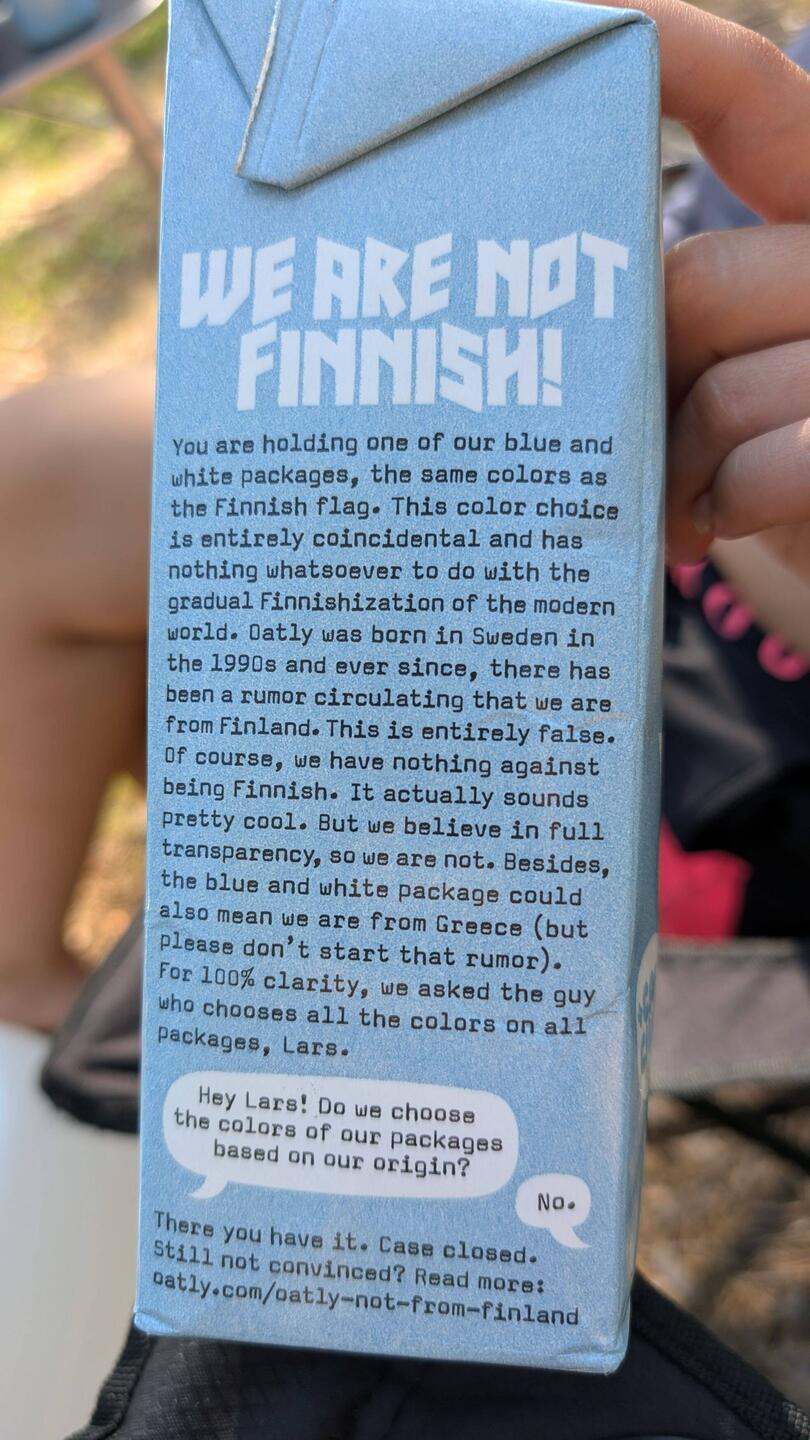 WE ARE NOT
FINNISH!
You are holding one of our blue and
white packages, the same colors as
the Finnish flag. This color choice
is entirely coincidental and has
nothing whatsoever to do with the
gradual Finnishization of the modern
world. Oatly was born in Sweden in
the 1990s and ever since, there has
been a rumor circulating that we are
from Finland. This is entirely false.
Of course, we have nothing against
being Finnish. It actually sounds
pretty cool. But we believe in full
transparency, so we are not. Besides,
the blue and white package could
also mean we are from Greece (but
please don't start that rumor).
For 100% clarity, we asked the guy
who chooses all the colors on all
packages, Lars.
Hey Lars! Do we choose
the colors of our packages
based on our origin?
No.
There you have it. Case closed.
Still not convinced? Read more:
oatly.com/oatly-not-from-finland